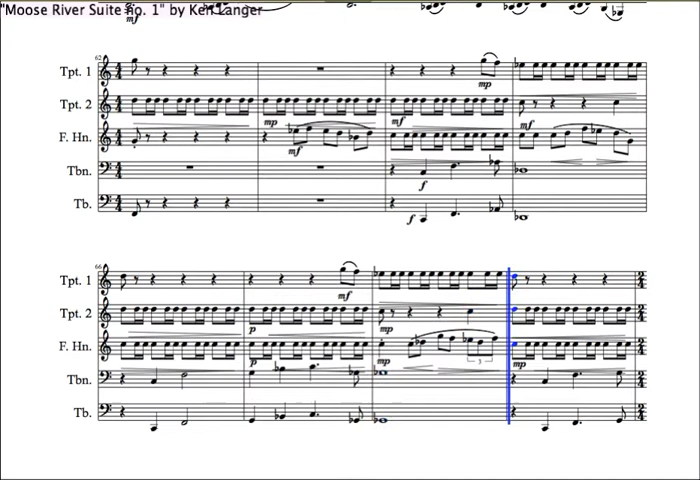 "Moose River Suite no. 1" by Ken Langer
mf
62
Tpt. 1
mp
Tpt. 2
mp
mf
F. Hn.
mf
mf
Tbn.
f
Tb.
f
66
Tpt. 1
mf
Tpt. 2
p
mp
F. Hn.
p
mp
3
mp
Tbn.
Tb.